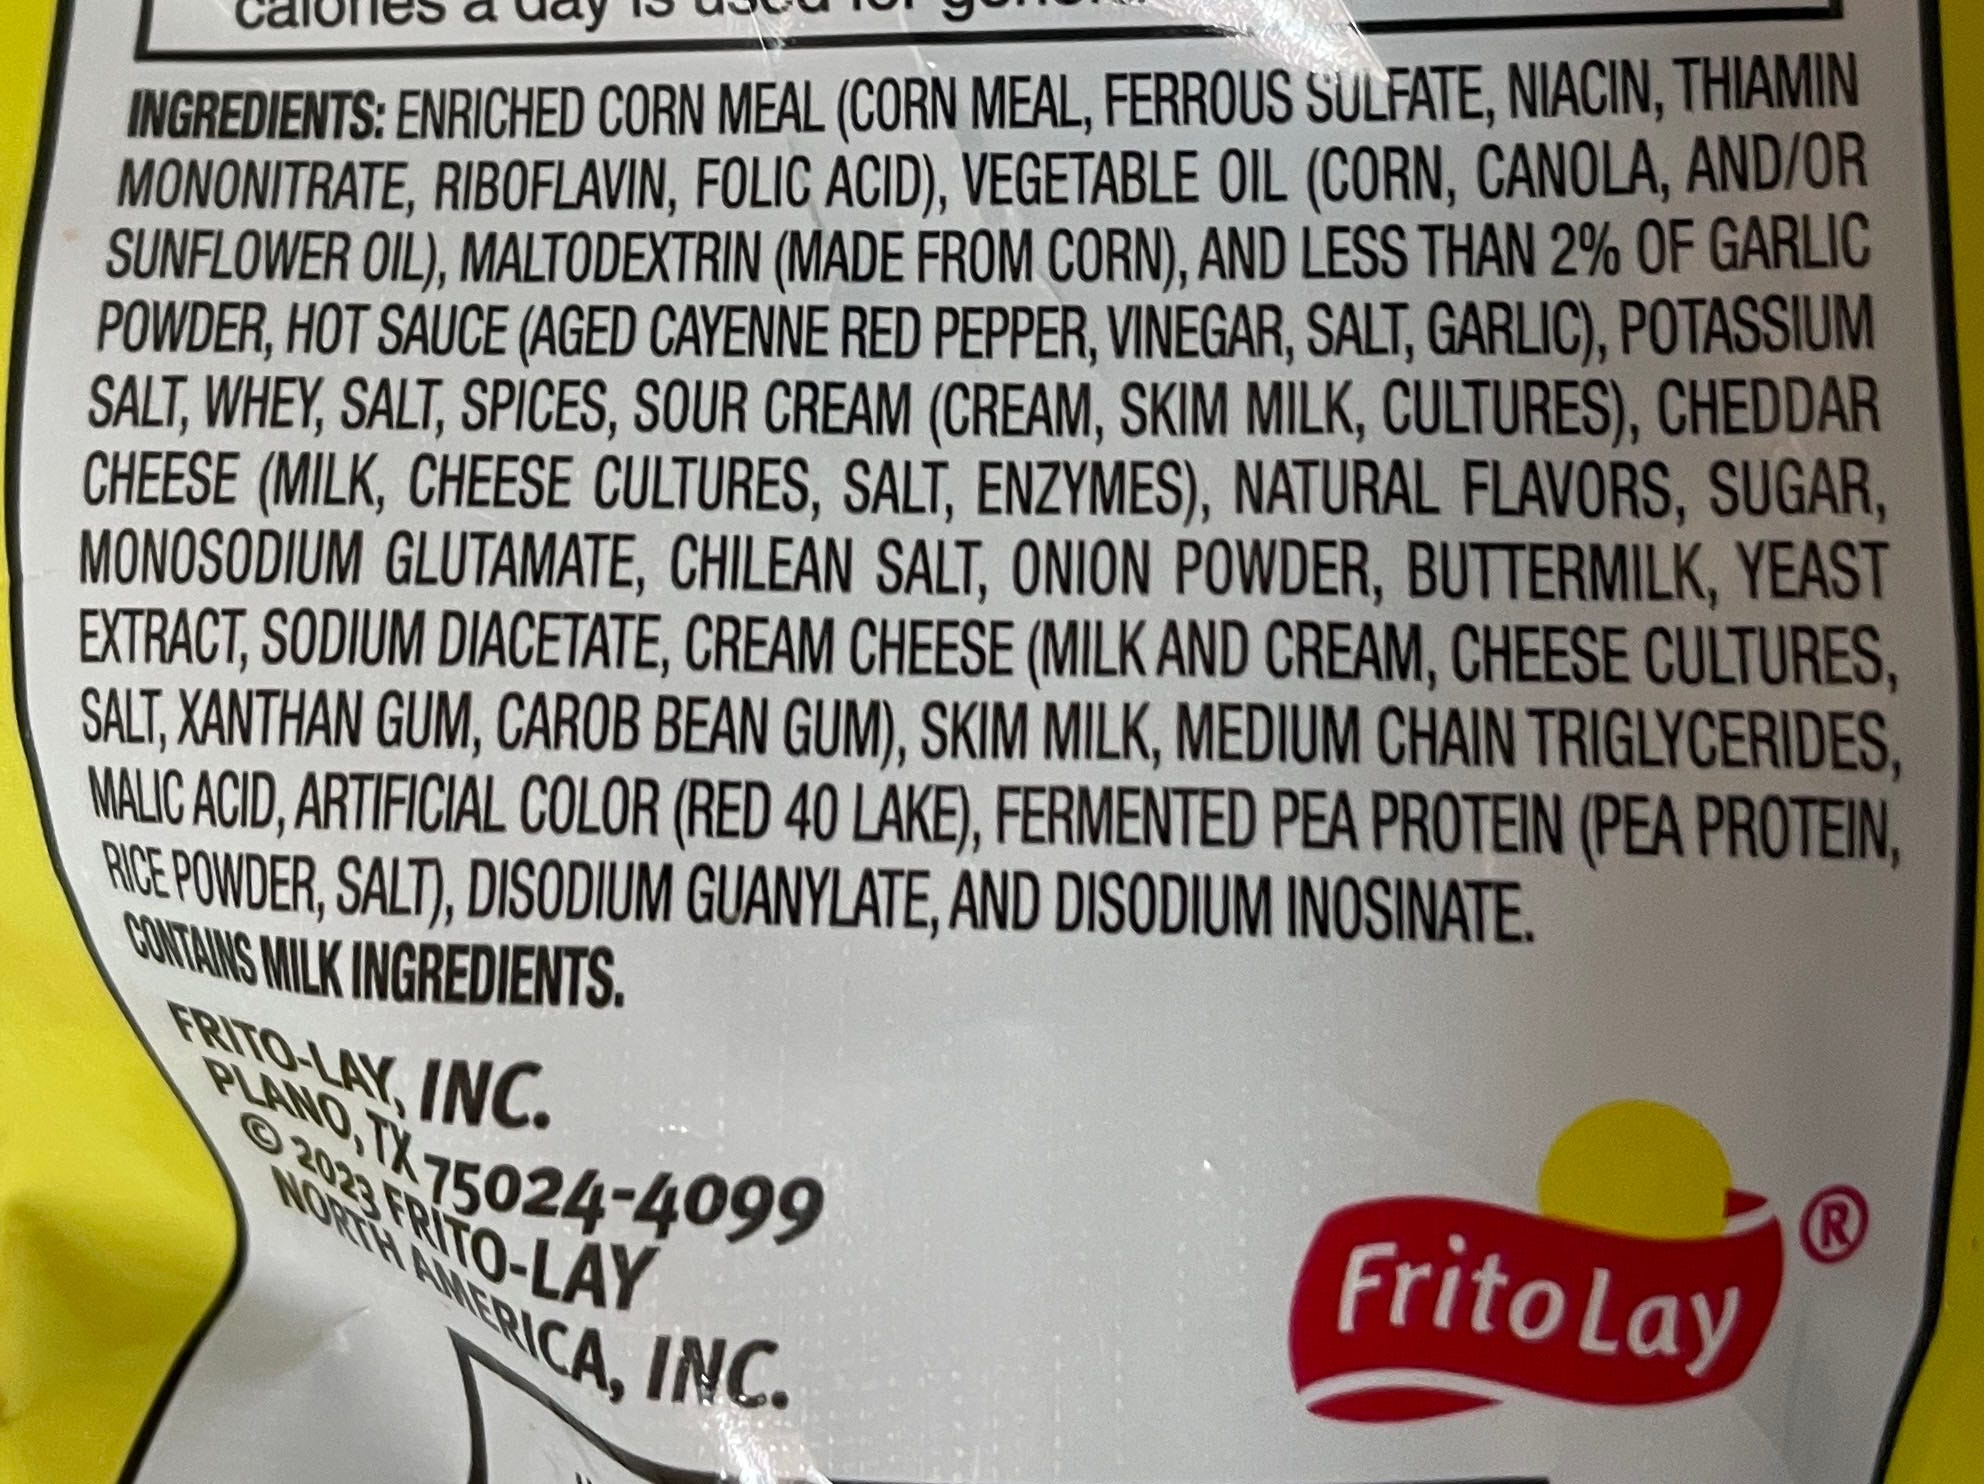 calories a day is used for
INGREDIENTS: ENRICHED CORN MEAL (CORN MEAL, FERROUS SULFATE, NIACIN, THIAMIN
MONONITRATE, RIBOFLAVIN, FOLIC ACID), VEGETABLE OIL (CORN, CANOLA, AND/OR
SUNFLOWER OIL), MALTODEXTRIN (MADE FROM CORN), AND LESS THAN 2% OF GARLIC
POWDER, HOT SAUCE (AGED CAYENNE RED PEPPER, VINEGAR, SALT, GARLIC), POTASSIUM
SALT, WHEY, SALT, SPICES, SOUR CREAM (CREAM, SKIM MILK, CULTURES), CHEDDAR
CHEESE (MILK, CHEESE CULTURES, SALT, ENZYMES), NATURAL FLAVORS, SUGAR,
MONOSODIUM GLUTAMATE, CHILEAN SALT, ONION POWDER, BUTTERMILK, YEAST
EXTRACT, SODIUM DIACETATE, CREAM CHEESE (MILK AND CREAM, CHEESE CULTURES,
SALT, XANTHAN GUM, CAROB BEAN GUM), SKIM MILK, MEDIUM CHAIN TRIGLYCERIDES,
MALIC ACID, ARTIFICIAL COLOR (RED 40 LAKE), FERMENTED PEA PROTEIN (PEA PROTEIN,
RICE POWDER, SALT), DISODIUM GUANYLATE, AND DISODIUM INOSINATE.
CONTAINS MILK INGREDIENTS.
FRITO-LAY, INC.
PLANO, TX 75024-4099
© 2023 FRITO-LAY
NORTH AMERICA, INC.
FritoLay®